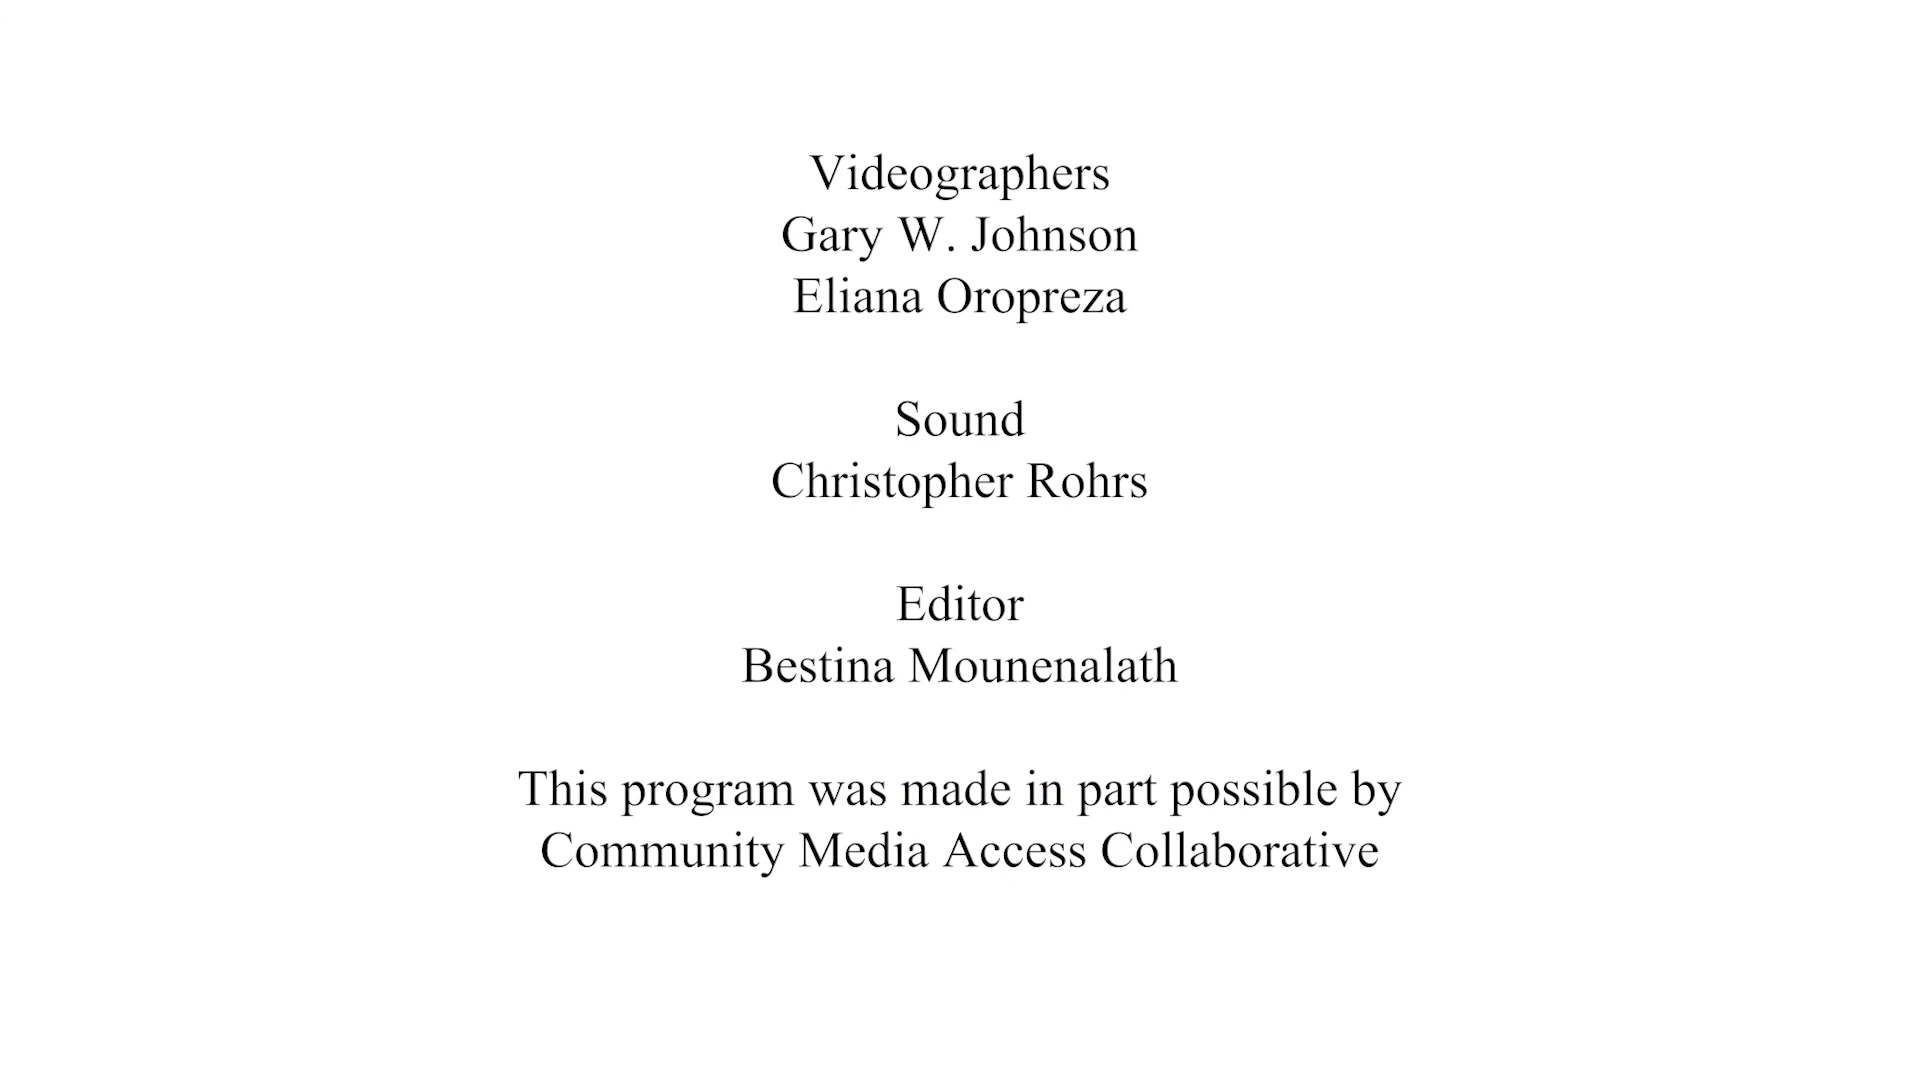 Videographers
Gary W. Johnson
Eliana Oropreza
Sound
Christopher Rohrs
Editor
Bestina Mounenalath
This program was made in part possible by
Community Media Access Collaborative